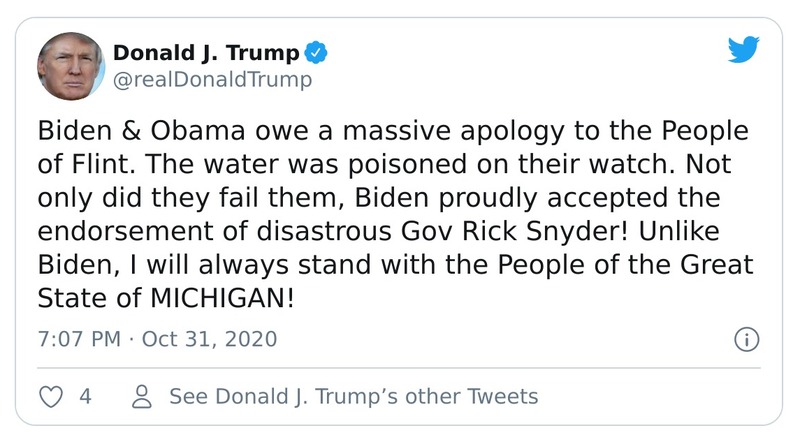 Donald J. Trump
@realDonaldTrump
Biden & Obama owe a massive apology to the People
of Flint. The water was poisoned on their watch. Not
only did they fail them, Biden proudly accepted the
endorsement of disastrous Gov Rick Snyder! Unlike
Biden, I will always stand with the People of the Great
State of MICHIGAN!
7:07 PM · Oct 31, 2020
4 See Donald J. Trump’s other Tweets